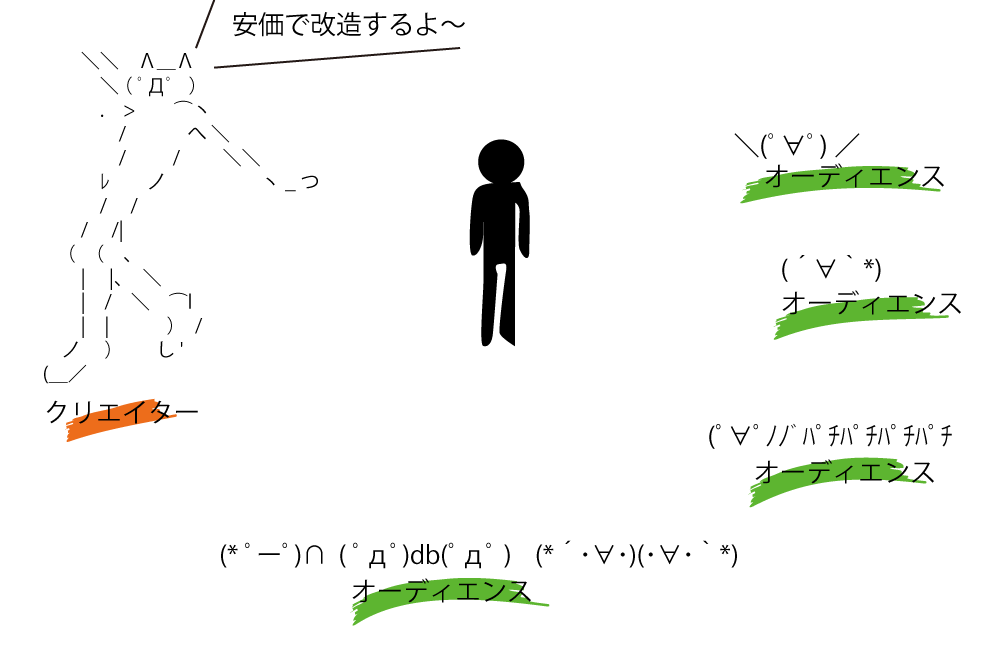 安価で改造するよ～
＼＼　∧＿∧
＼（ﾟДﾟ ）
．＞　　⌒ヽ
/　　　へ ＼
/　　/　＼＼
ﾚ　ノ　　　ヽ_つ
/　/
/　/|
（　（ 、
|　|、＼
|　/ ＼ ⌒l
|　|　　）/
ノ　）　し'
(＿／
クリエイター
＼(ﾟ∀ﾟ)／
オーディエンス
(´∀｀*)
オーディエンス
(ﾟ∀ﾟﾉﾉﾞﾊﾟﾁﾊﾟﾁﾊﾟﾁﾊﾟﾁ
オーディエンス
(*ﾟーﾟ)∩（ﾟдﾟ)db(ﾟдﾟ）(*´･∀･)(･∀･｀*)
オーディエンス